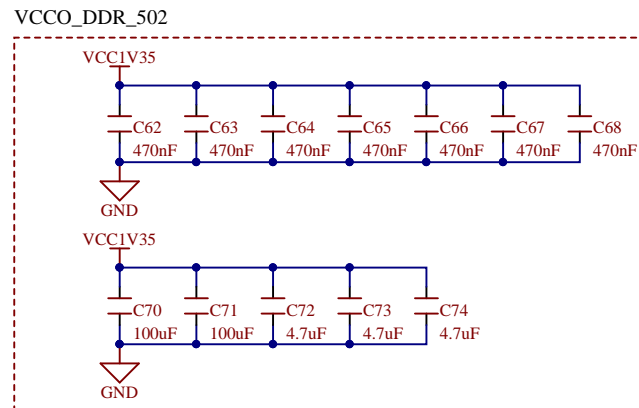 VCCO_DDR_502
VCC1V35
C62 C63 C64 C65 C66 C67 C68
470nF 470nF 470nF 470nF 470nF 470nF 470nF
GND
VCC1V35
C70 C71 C72 C73 C74
100uF 100uF 4.7uF 4.7uF 4.7uF
GND